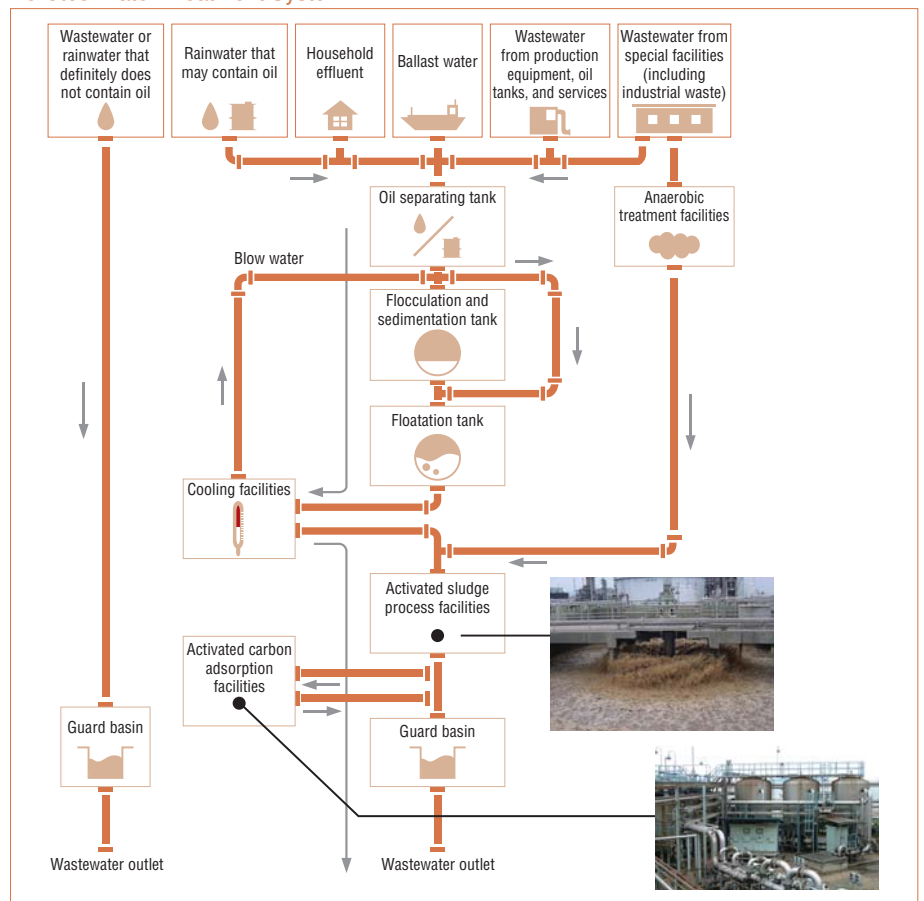 Wastewater or
rainwater that
definitely does
not contain oil
Rainwater that
may contain oil
Household
effluent
Ballast water
Wastewater
from production
equipment, oil
tanks, and services
Wastewater from
special facilities
(including
industrial waste)
Oil separating tank
Anaerobic
treatment facilities
Blow water
Flocculation and
sedimentation tank
Floatation tank
Cooling facilities
Activated sludge
process facilities
Activated carbon
adsorption
facilities
Guard basin
Guard basin
Wastewater outlet
Wastewater outlet